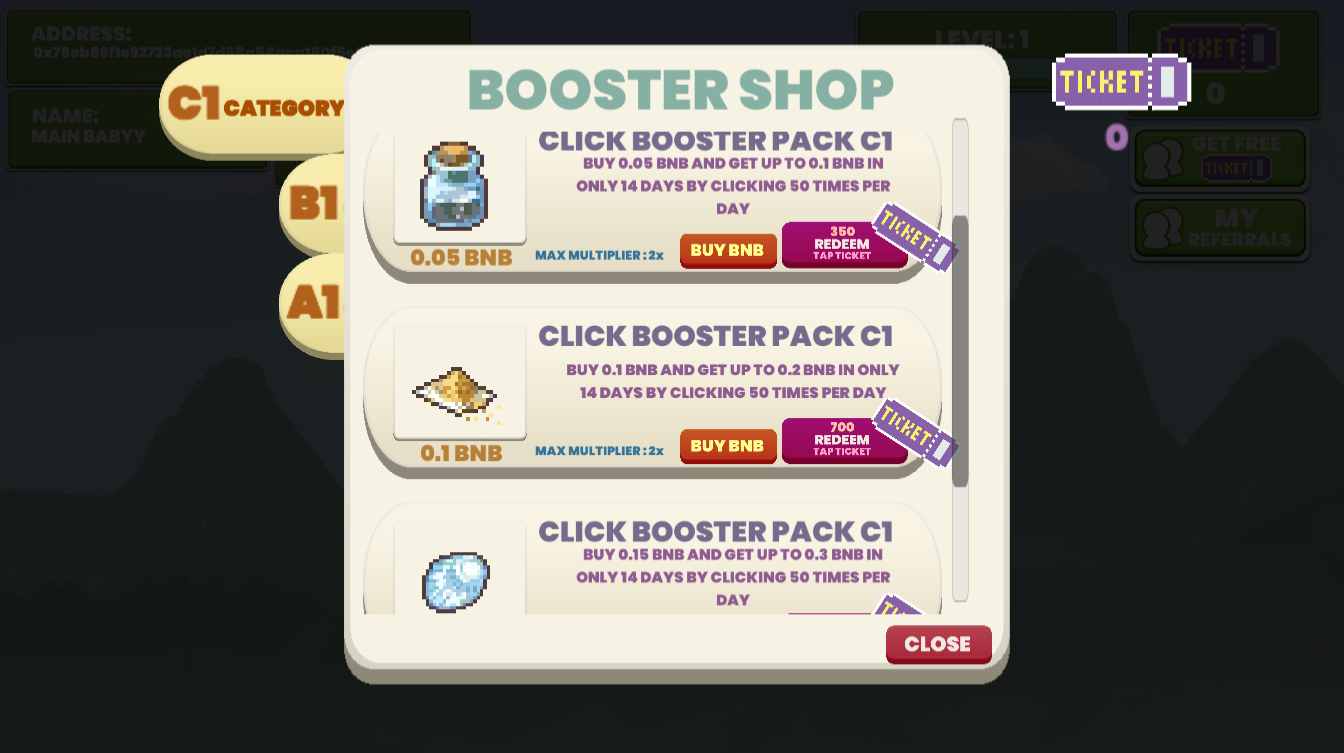 ADDRESS:
LEVEL: 1
TICKET
0
NAME:
MAIN BABYY
GET FREE
TICKET
MY
REFERRALS
C1 CATEGORY
B1
A1
TICKET
0
BOOSTER SHOP
CLICK BOOSTER PACK C1
BUY 0.05 BNB AND GET UP TO 0.1 BNB IN
ONLY 14 DAYS BY CLICKING 50 TIMES PER
DAY
0.05 BNB
MAX MULTIPLIER : 2x
BUY BNB
350
REDEEM
TAP TICKET
TICKET
CLICK BOOSTER PACK C1
BUY 0.1 BNB AND GET UP TO 0.2 BNB IN ONLY
14 DAYS BY CLICKING 50 TIMES PER DAY
0.1 BNB
MAX MULTIPLIER : 2x
BUY BNB
700
REDEEM
TAP TICKET
TICKET
CLICK BOOSTER PACK C1
BUY 0.15 BNB AND GET UP TO 0.3 BNB IN
ONLY 14 DAYS BY CLICKING 50 TIMES PER
DAY
CLOSE